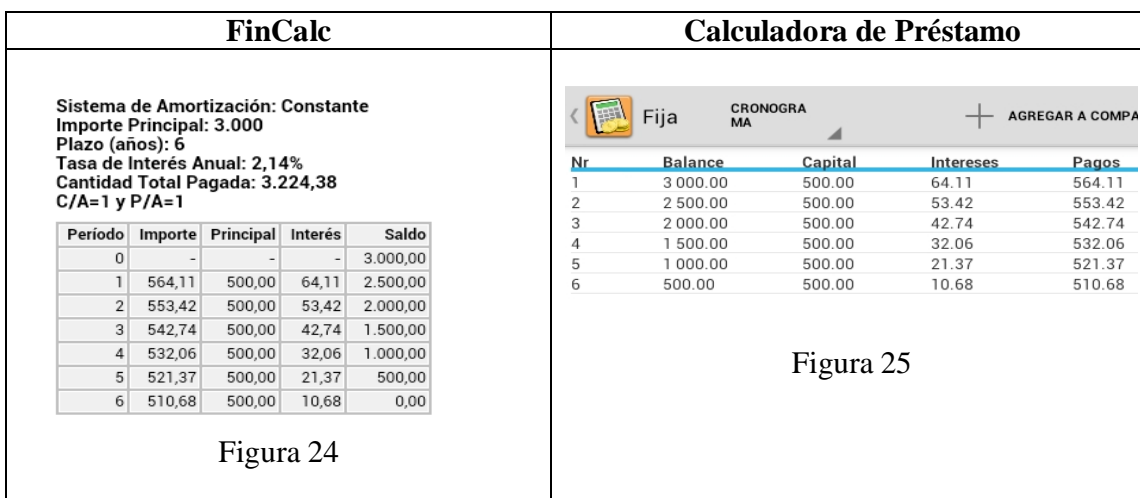 FinCalc
Sistema de Amortización: Constante
Importe Principal: 3.000
Plazo (años): 6
Tasa de Interés Anual: 2,14%
Cantidad Total Pagada: 3.224,38
C/A=1 y P/A=1
Período Importe Principal Interés Saldo
0 - - - 3.000,00
1 564,11 500,00 64,11 2.500,00
2 553,42 500,00 53,42 2.000,00
3 542,74 500,00 42,74 1.500,00
4 532,06 500,00 32,06 1.000,00
5 521,37 500,00 21,37 500,00
6 510,68 500,00 10,68 0,00
Figura 24
Calculadora de Préstamo
Fija CRONOGRA
MA
AGREGAR A COMPA
Nr Balance Capital Intereses Pagos
1 3 000.00 500.00 64.11 564.11
2 2 500.00 500.00 53.42 553.42
3 2 000.00 500.00 42.74 542.74
4 1 500.00 500.00 32.06 532.06
5 1 000.00 500.00 21.37 521.37
6 500.00 500.00 10.68 510.68
Figura 25